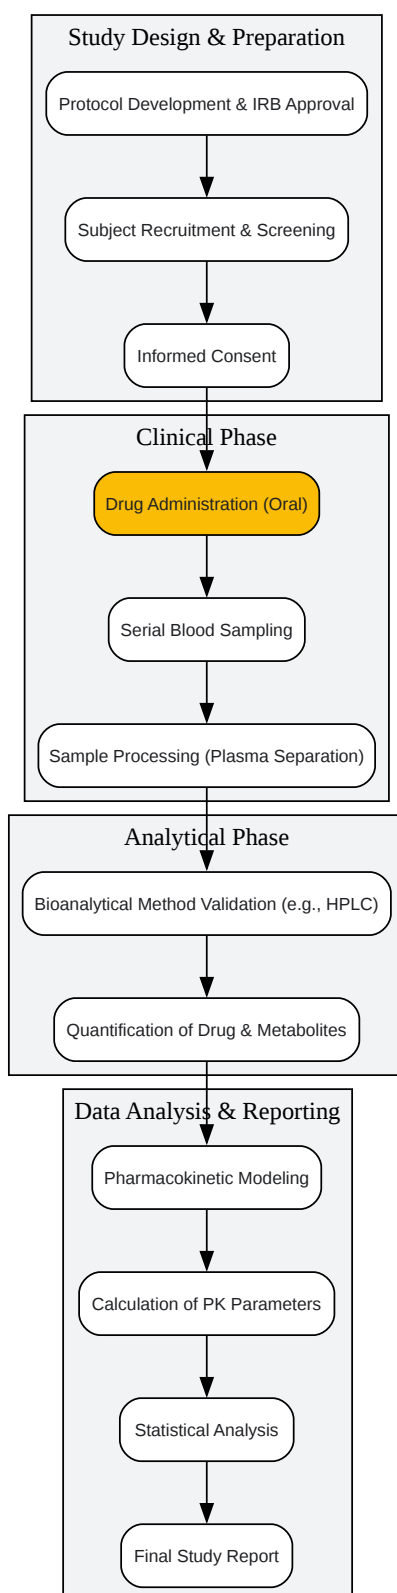 Study Design & Preparation
Protocol Development & IRB Approval
Subject Recruitment & Screening
Informed Consent
Clinical Phase
Drug Administration (Oral)
Serial Blood Sampling
Sample Processing (Plasma Separation)
Analytical Phase
Bioanalytical Method Validation (e.g., HPLC)
Quantification of Drug & Metabolites
Data Analysis & Reporting
Pharmacokinetic Modeling
Calculation of PK Parameters
Statistical Analysis
Final Study Report